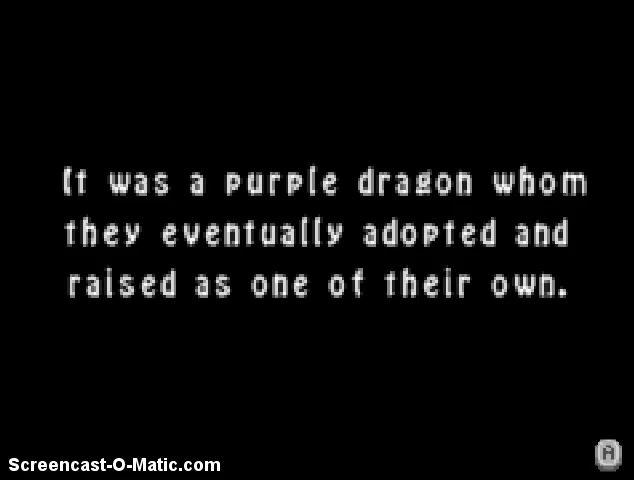 It was a purple dragon whom
they eventually adopted and
raised as one of their own.
Screencast-O-Matic.com
A